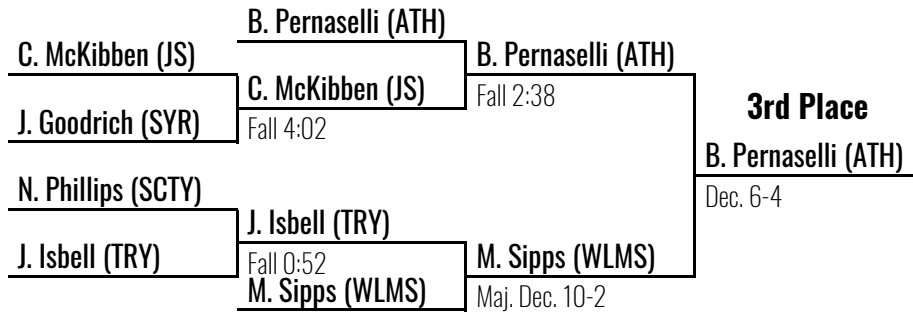 B. Pernaselli (ATH)
C. McKibben (JS)
B. Pernaselli (ATH)
C. McKibben (JS)
Fall 2:38
J. Goodrich (SYR)
Fall 4:02
3rd Place
B. Pernaselli (ATH)
N. Phillips (SCTY)
Dec. 6-4
J. Isbell (TRY)
J. Isbell (TRY)
Fall 0:52
M. Sipps (WLMS)
M. Sipps (WLMS)
Maj. Dec. 10-2